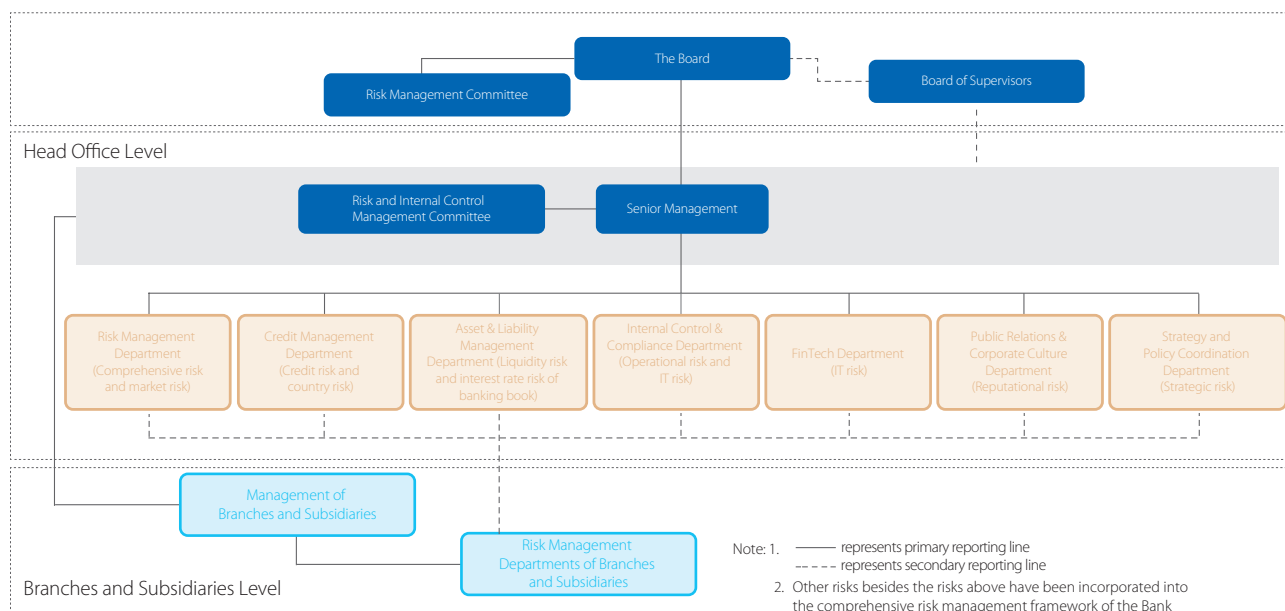 The Board
Board of Supervisors
Risk Management Committee
Head Office Level
Risk and Internal Control
Management Committee
Senior Management
Risk Management
Department
(Comprehensive risk
and market risk)
Credit Management
Department
(Credit risk and
country risk)
Asset & Liability
Management
Department (Liquidity risk
and interest rate risk of
banking book)
Internal Control &
Compliance Department
(Operational risk and
IT risk)
FinTech Department
(IT risk)
Public Relations &
Corporate Culture
Department
(Reputational risk)
Strategy and
Policy Coordination
Department
(Strategic risk)
Management of
Branches and Subsidiaries
Risk Management
Departments of Branches
and Subsidiaries
Branches and Subsidiaries Level
Note: 1. represents primary reporting line
represents secondary reporting line
2. Other risks besides the risks above have been incorporated into
the comprehensive risk management framework of the Bank